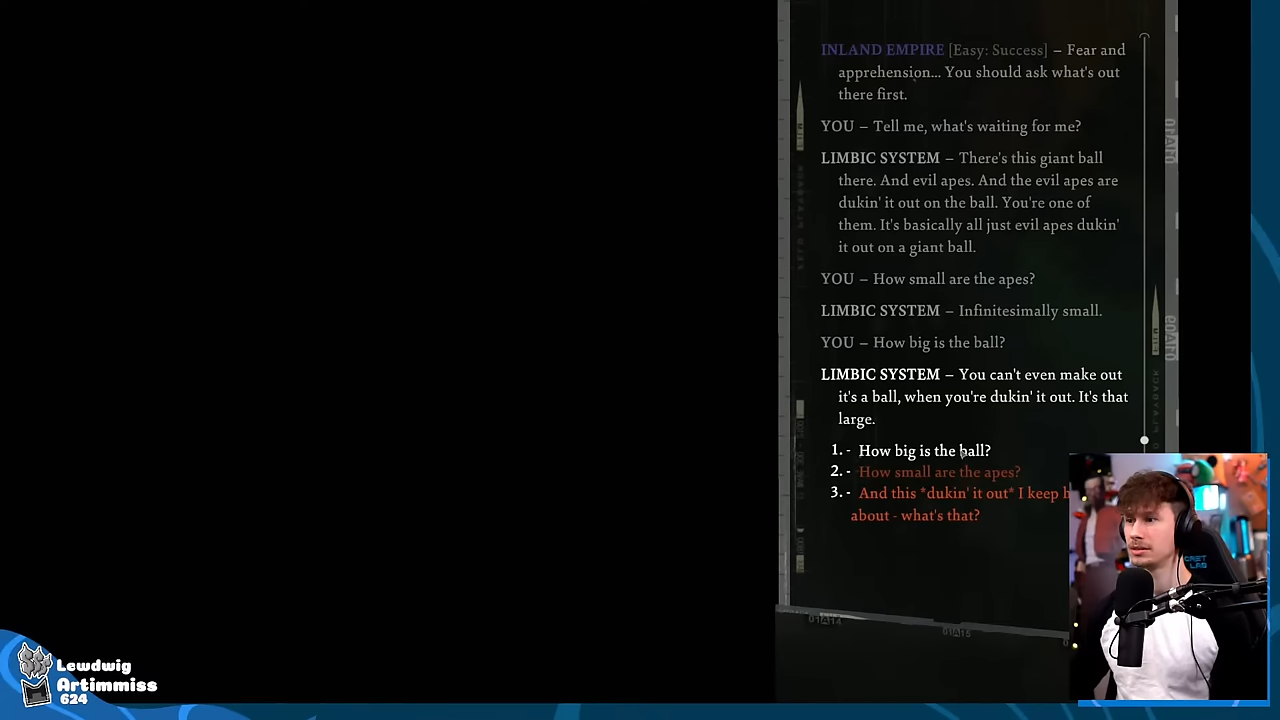 INLAND EMPIRE [Easy: Success] – Fear and
apprehension... You should ask what's out
there first.
YOU – Tell me, what's waiting for me?
LIMBIC SYSTEM – There's this giant ball
there. And evil apes. And the evil apes are
dukin' it out on the ball. You're one of
them. It's basically all just evil apes dukin'
it out on a giant ball.
YOU – How small are the apes?
LIMBIC SYSTEM – Infinitesimally small.
YOU – How big is the ball?
LIMBIC SYSTEM – You can't even make out
it's a ball, when you're dukin' it out. It's that
large.
1. - How big is the ball?
2. - How small are the apes?
3. - And this *dukin' it out* I keep
about - what's that?
01A14
01A15
Lewdwig
Artimmiss
624